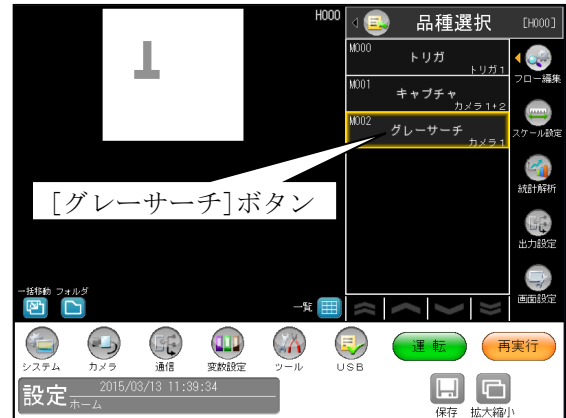 H000
品種選択
[H000]
M000
トリガ
トリガ1
M001
キャプチャ
カメラ1+2
M002
グレーサーチ
カメラ1
フロー編集
スケール設定
統計解析
出力設定
画面設定
[グレーサーチ]ボタン
一括移動 フォルダ
一覧
システム
カメラ
通信
変数設定
ツール
USB
運転
再実行
設定
2015/03/13 11:39:34
ホーム
保存
拡大縮小